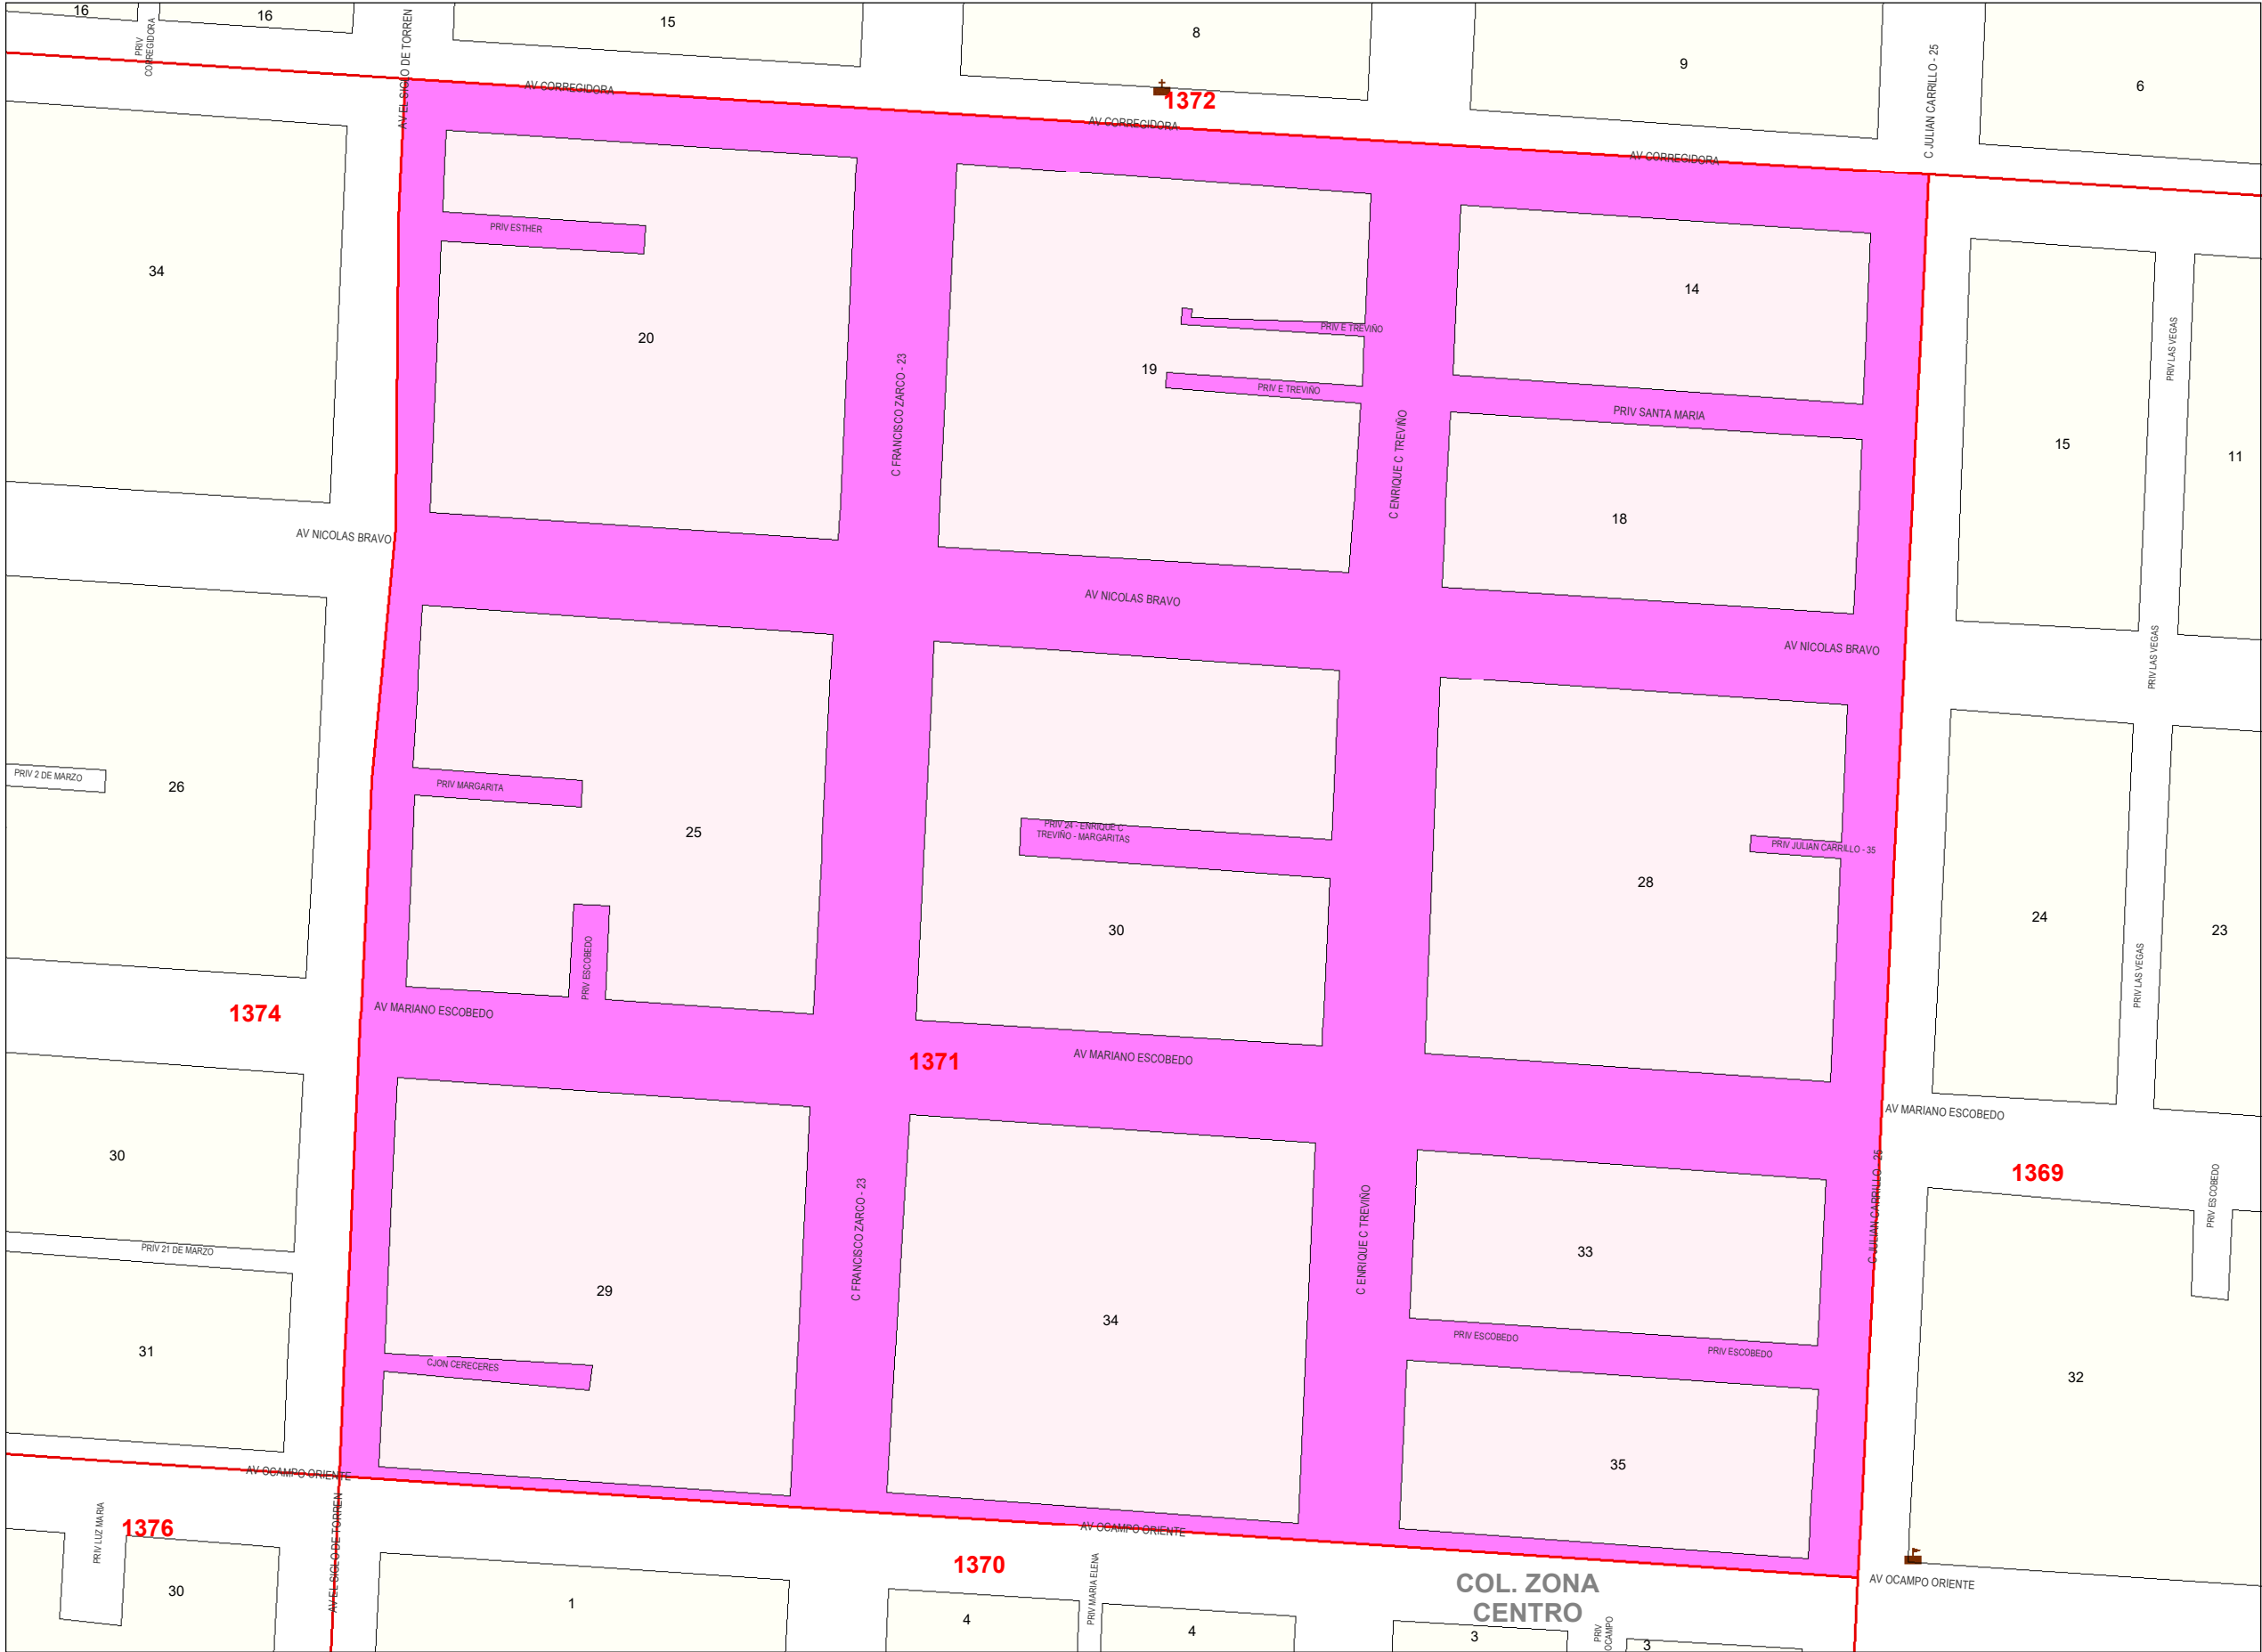 16
16
15
8
9
6
PRIV
CORREGIDORA
AV EL SIGLO DE TORREN
C JULIAN CARRILLO - 25
AV CORREGIDORA
1372
AV CORREGIDORA
AV CORREGIDORA
34
PRIV ESTHER
20
C FRANCISCO ZARCO - 23
19
PRIV E TREVIÑO
PRIV E TREVIÑO
C ENRIQUE C TREVIÑO
14
PRIV SANTA MARIA
18
15
PRIV LAS VEGAS
11
AV NICOLAS BRAVO
AV NICOLAS BRAVO
AV NICOLAS BRAVO
PRIV LAS VEGAS
PRIV 2 DE MARZO
26
PRIV MARGARITA
25
PRIV ESCOBEDO
PRIV 24 - ENRIQUE C
TREVIÑO - MARGARITAS
30
PRIV JULIAN CARRILLO - 35
28
24
PRIV LAS VEGAS
23
1374
AV MARIANO ESCOBEDO
1371
AV MARIANO ESCOBEDO
AV MARIANO ESCOBEDO
30
PRIV 21 DE MARZO
31
29
CJON CERECERES
C FRANCISCO ZARCO - 23
34
C ENRIQUE C TREVIÑO
33
PRIV ESCOBEDO
PRIV ESCOBEDO
35
C JULIAN CARRILLO - 25
1369
PRIV ESCOBEDO
32
AV OCAMPO ORIENTE
AV OCAMPO ORIENTE
AV OCAMPO ORIENTE
PRIV LUZ MARIA
1376
30
AV EL SIGLO DE TORREN
1
1370
4
PRIV MARIA ELENA
4
COL. ZONA
CENTRO
3
PRIV
OCAMPO
3